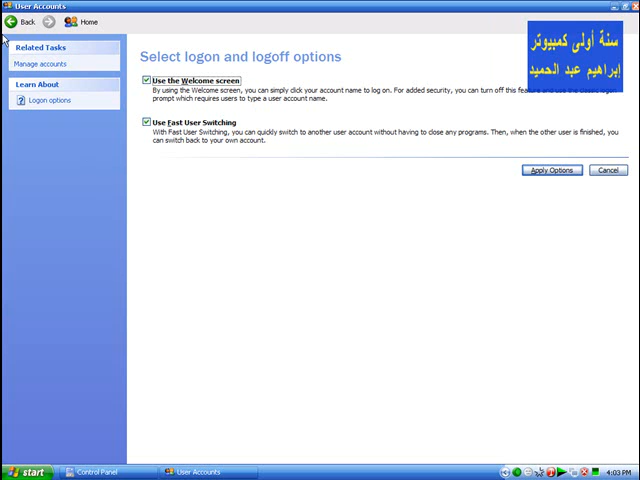 User Accounts
Back
Home
Related Tasks
Manage accounts
Learn About
Logon options
Select logon and logoff options
Use the Welcome screen
By using the Welcome screen, you can simply click your account name to log on. For added security, you can turn off this feature and use the classic logon
prompt which requires users to type a user account name.
Use Fast User Switching
With Fast User Switching, you can quickly switch to another user account without having to close any programs. Then, when the other user is finished, you
can switch back to your own account.
Apply Options
Cancel
سنة أولى كمبيوتر
إبراهيم عبد الحميد
start
Control Panel
User Accounts
4:03 PM